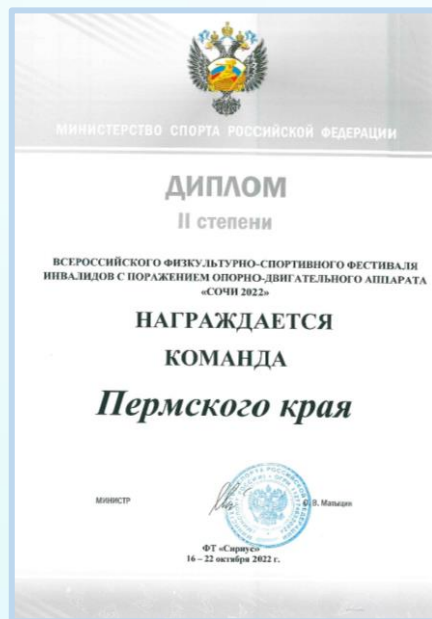 МИНИСТЕРСТВО СПОРТА РОССИЙСКОЙ ФЕДЕРАЦИИ
ДИПЛОМ
II степени
ВСЕРОССИЙСКОГО ФИЗКУЛЬТУРНО-СПОРТИВНОГО ФЕСТИВАЛЯ
ИНВАЛИДОВ С ПОРАЖЕНИЕМ ОПОРНО-ДВИГАТЕЛЬНОГО АППАРАТА
«СОЧИ 2022»
НАГРАЖДАЕТСЯ
КОМАНДА
Пермского края
МИНИСТР
В. Матыцин
ФТ «Сириус»
16 – 22 октября 2022 г.